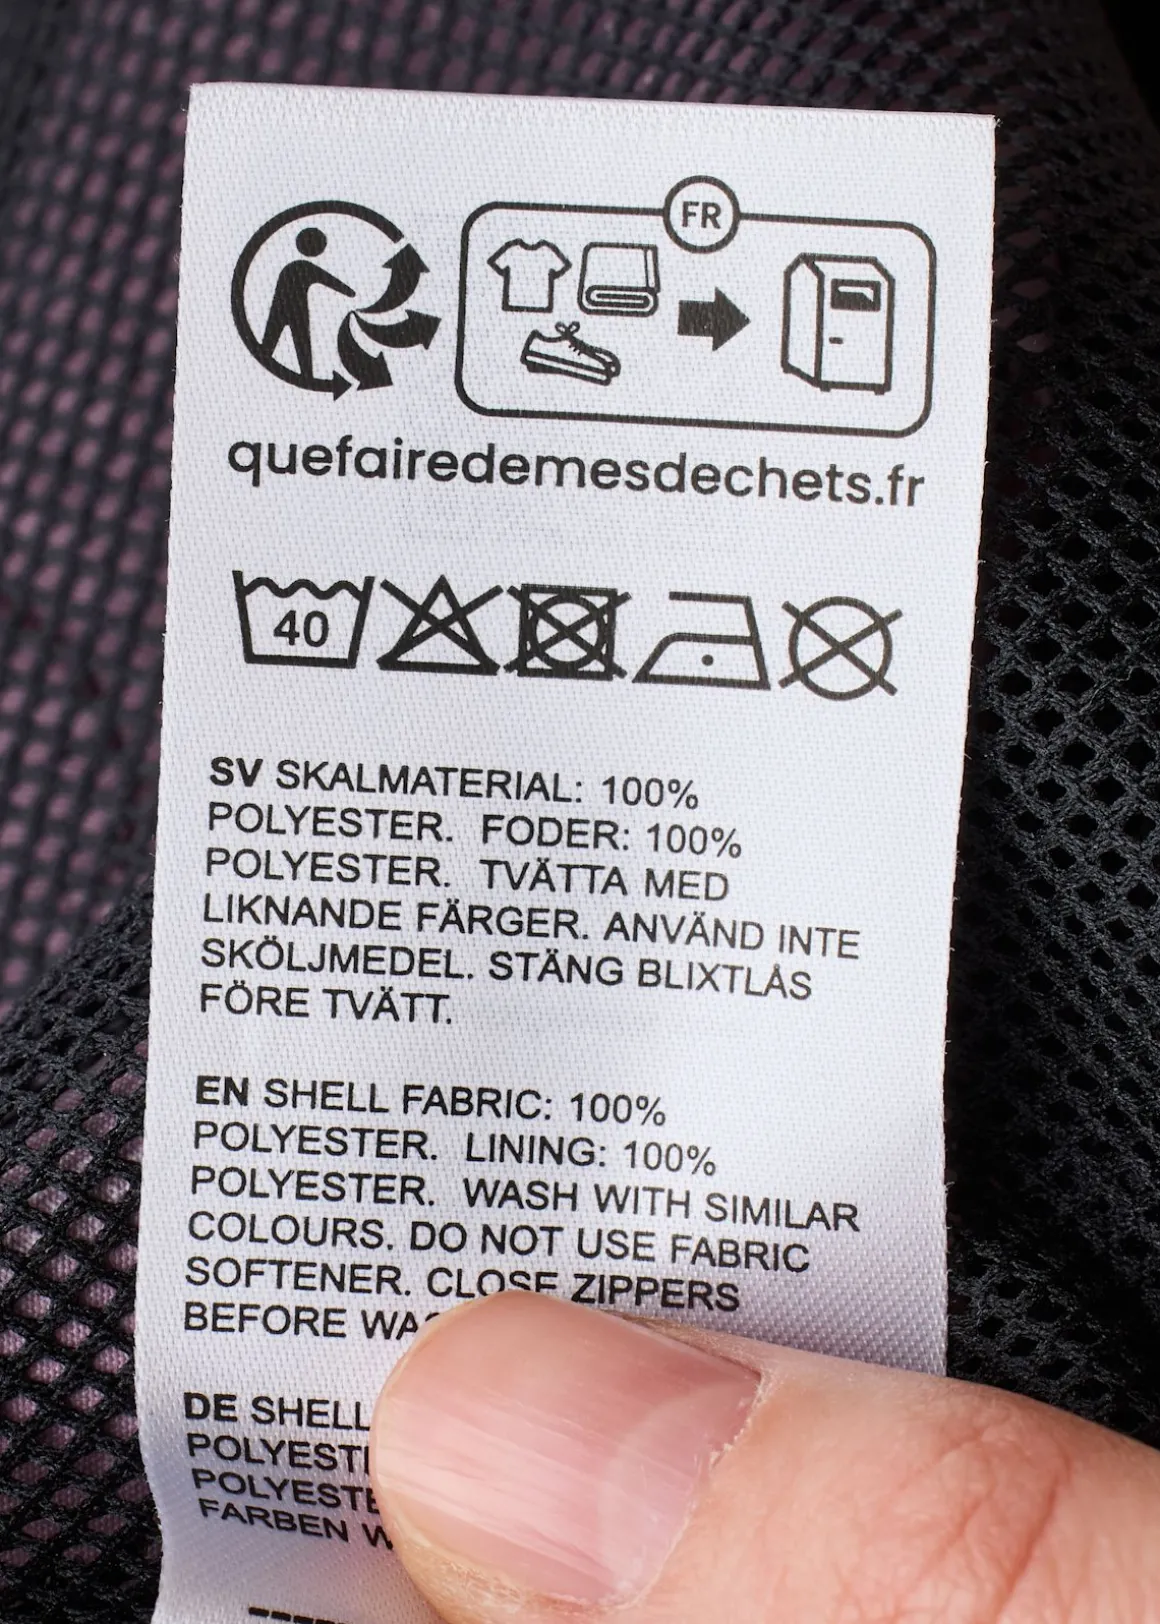 FR
quefairedemesdechets.fr
40
SV SKALMATERIAL: 100%
POLYESTER. FODER: 100%
POLYESTER. TVÄTTA MED
LIKNANDE FÄRGER. ANVÄND INTE
SKÖLJMEDEL. STÄNG BLIXTLÅS
FÖRE TVÄTT.
EN SHELL FABRIC: 100%
POLYESTER. LINING: 100%
POLYESTER. WASH WITH SIMILAR
COLOURS. DO NOT USE FABRIC
SOFTENER. CLOSE ZIPPERS
BEFORE
DE SHELL
FARBEN